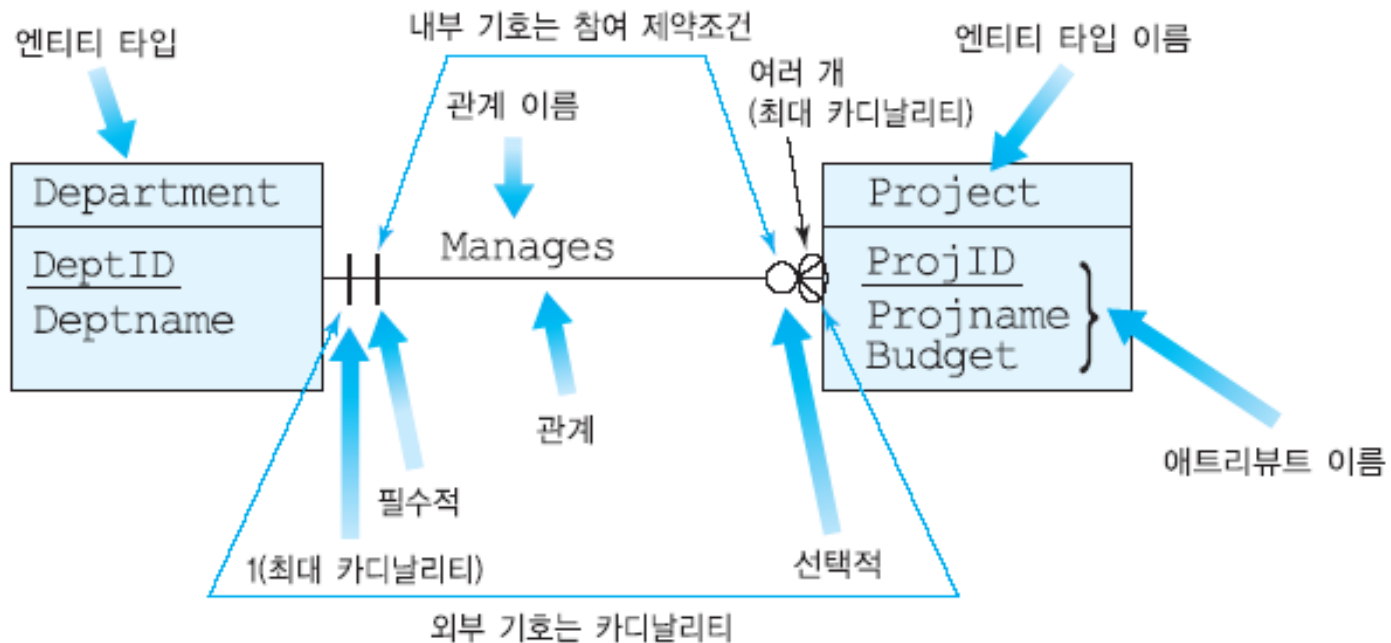 엔티티 타입
내부 기호는 참여 제약조건
엔티티 타입 이름
여러 개
(최대 카디날리티)
관계 이름
Department
DeptID
Deptname
Manages
Project
ProjID
Projname
Budget
관계
애트리뷰트 이름
필수적
1(최대 카디날리티)
선택적
외부 기호는 카디날리티